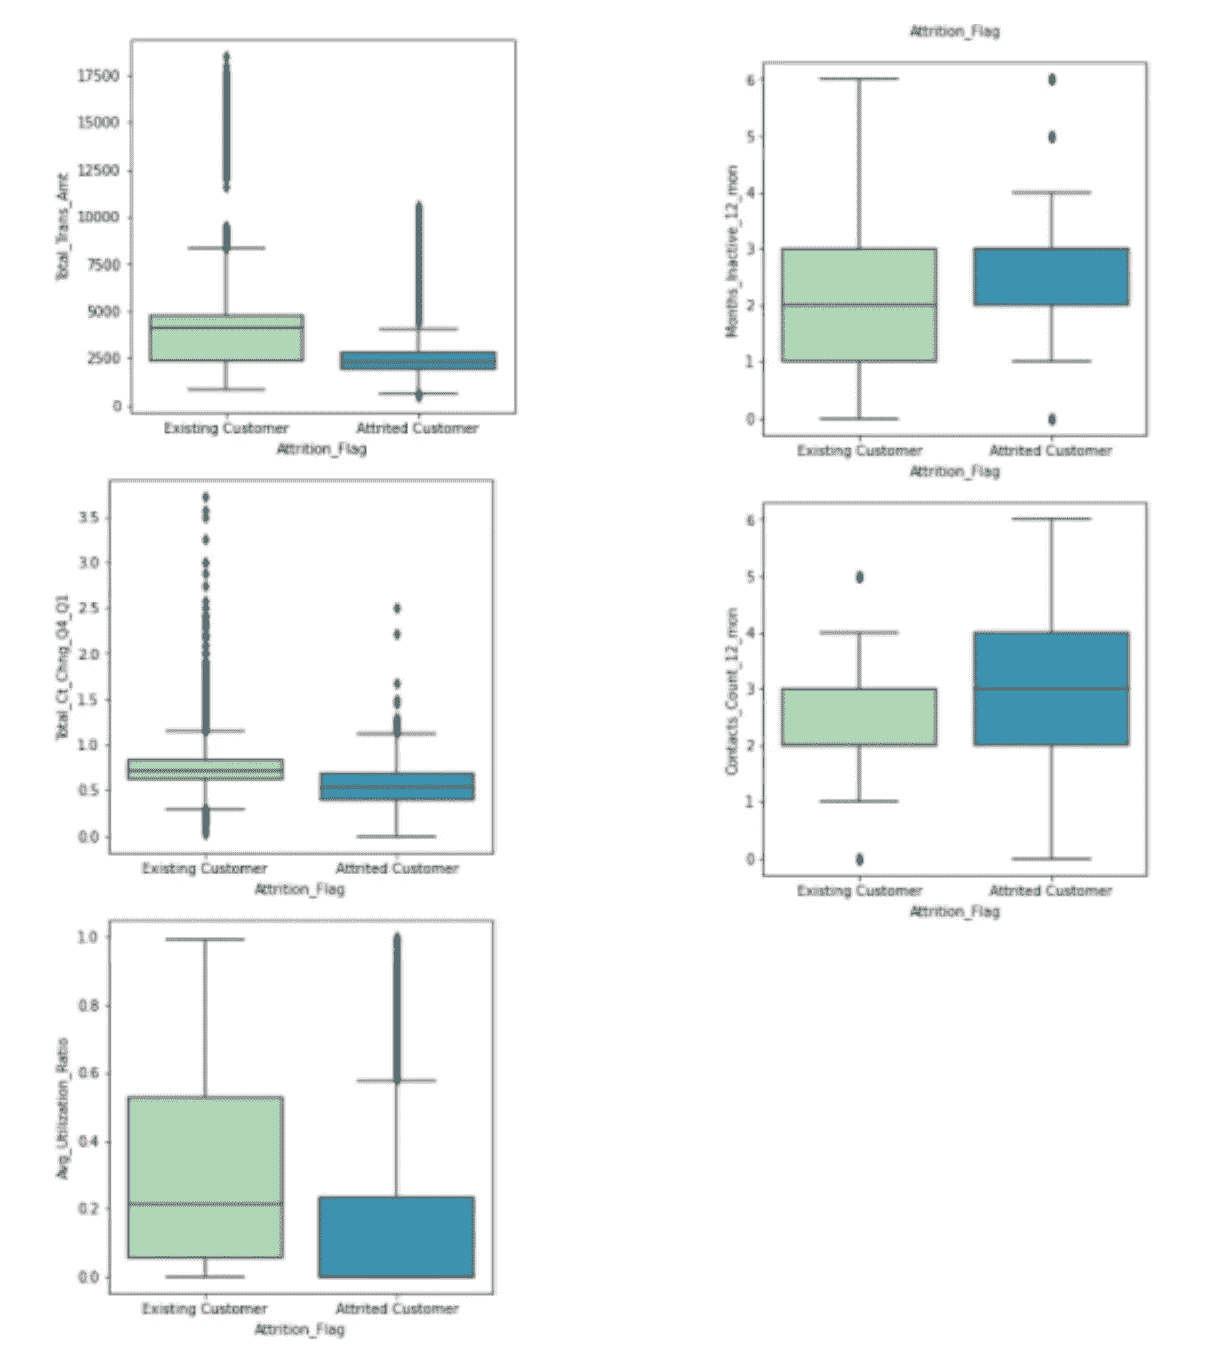 Attrition_Flag
Total_Trans_Amt
17500
15000
12500
10000
7500
5000
2500
0
Existing Customer Attrited Customer
Attrition_Flag
Months_Inactive_12_mon
6
5
4
3
2
1
0
Existing Customer Attrited Customer
Attrition_Flag
Total_Ct_Chng_Q4_Q1
3.5
3.0
2.5
2.0
1.5
1.0
0.5
0.0
Existing Customer Attrited Customer
Attrition_Flag
Contacts_Count_12_mon
6
5
4
3
2
1
0
Existing Customer Attrited Customer
Attrition_Flag
Avg_Utilization_Ratio
1.0
0.8
0.6
0.4
0.2
0.0
Existing Customer Attrited Customer
Attrition_Flag